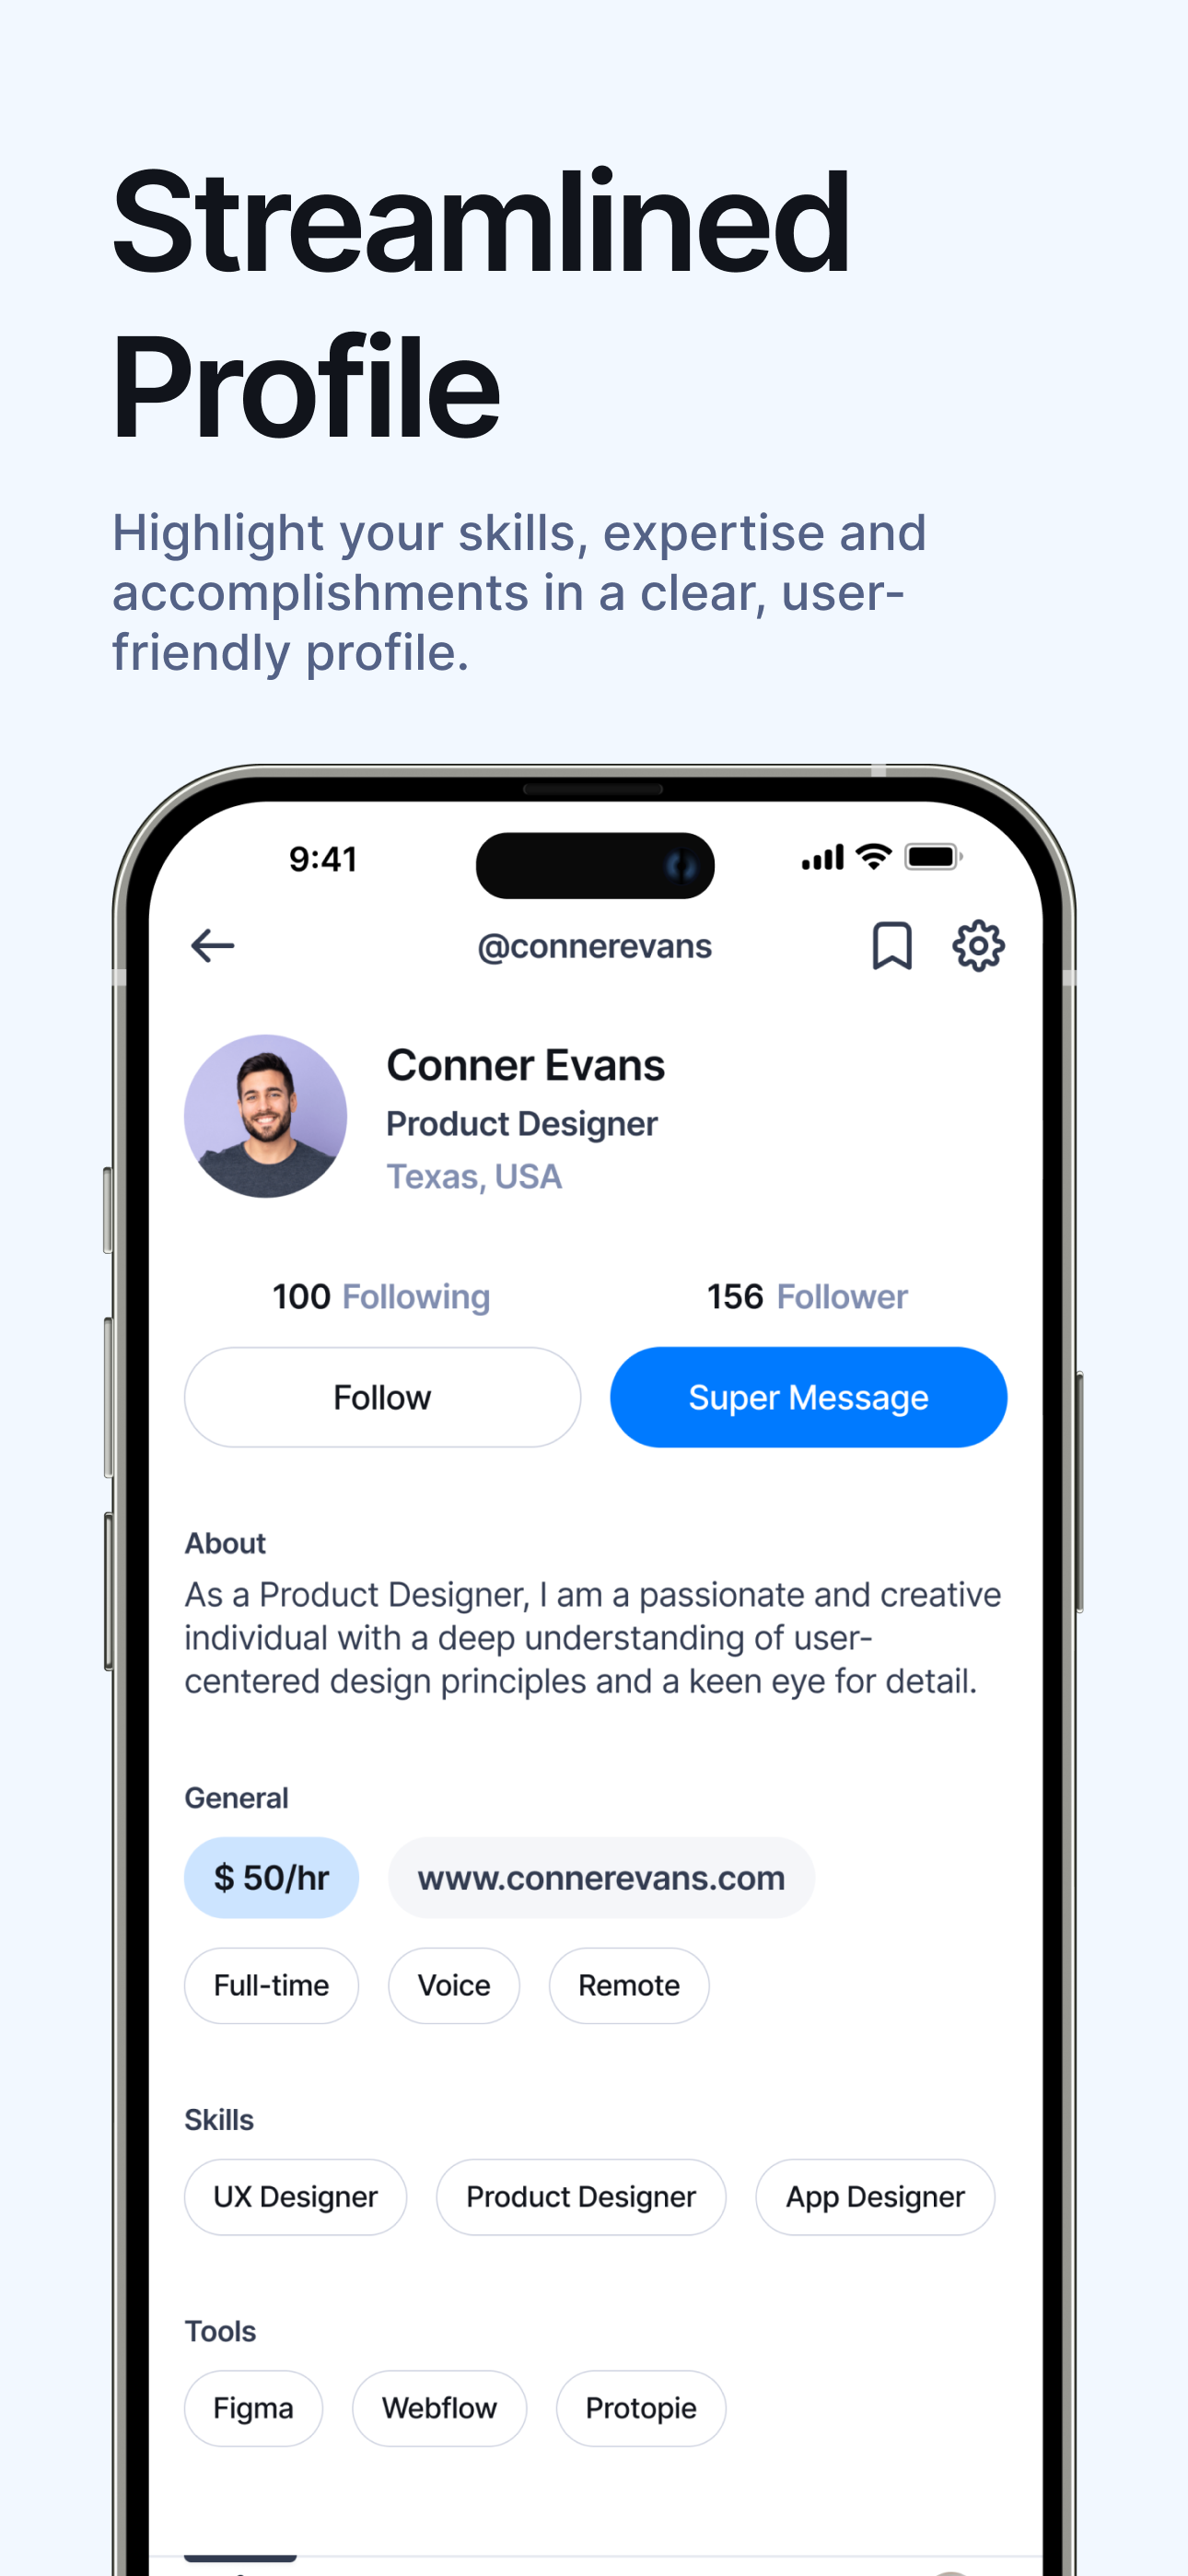 Streamlined
Profile
Highlight your skills, expertise and
accomplishments in a clear, user-
friendly profile.
9:41
@connerevans
Conner Evans
Product Designer
Texas, USA
100 Following
156 Follower
Follow
Super Message
About
As a Product Designer, I am a passionate and creative
individual with a deep understanding of user-
centered design principles and a keen eye for detail.
General
$ 50/hr
www.connerevans.com
Full-time
Voice
Remote
Skills
UX Designer
Product Designer
App Designer
Tools
Figma
Webflow
Protopie